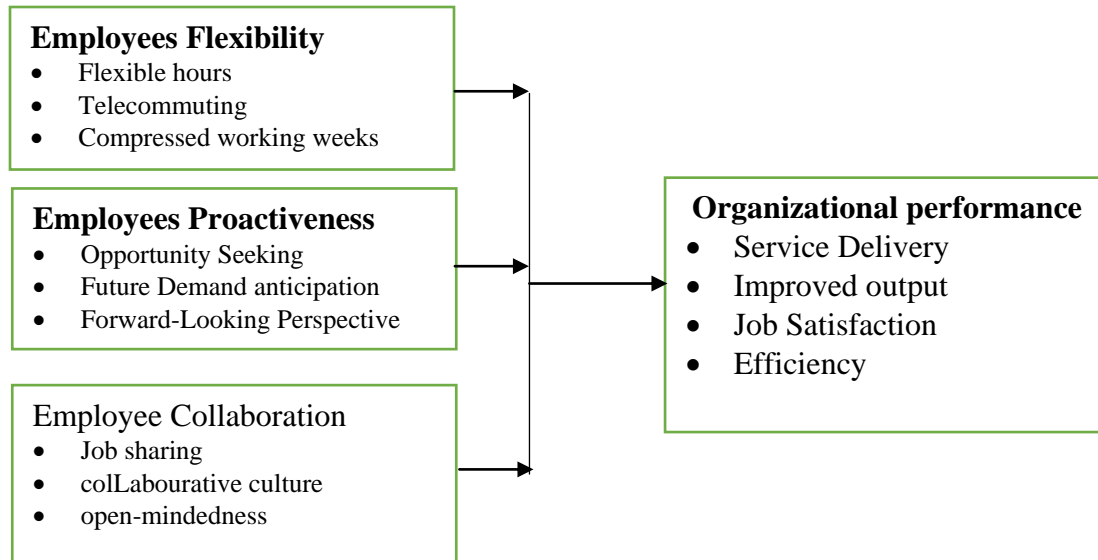 Employees Flexibility
• Flexible hours
• Telecommuting
• Compressed working weeks
Employees Proactiveness
• Opportunity Seeking
• Future Demand anticipation
• Forward-Looking Perspective
Employee Collaboration
• Job sharing
• colLabourative culture
• open-mindedness
Organizational performance
• Service Delivery
• Improved output
• Job Satisfaction
• Efficiency